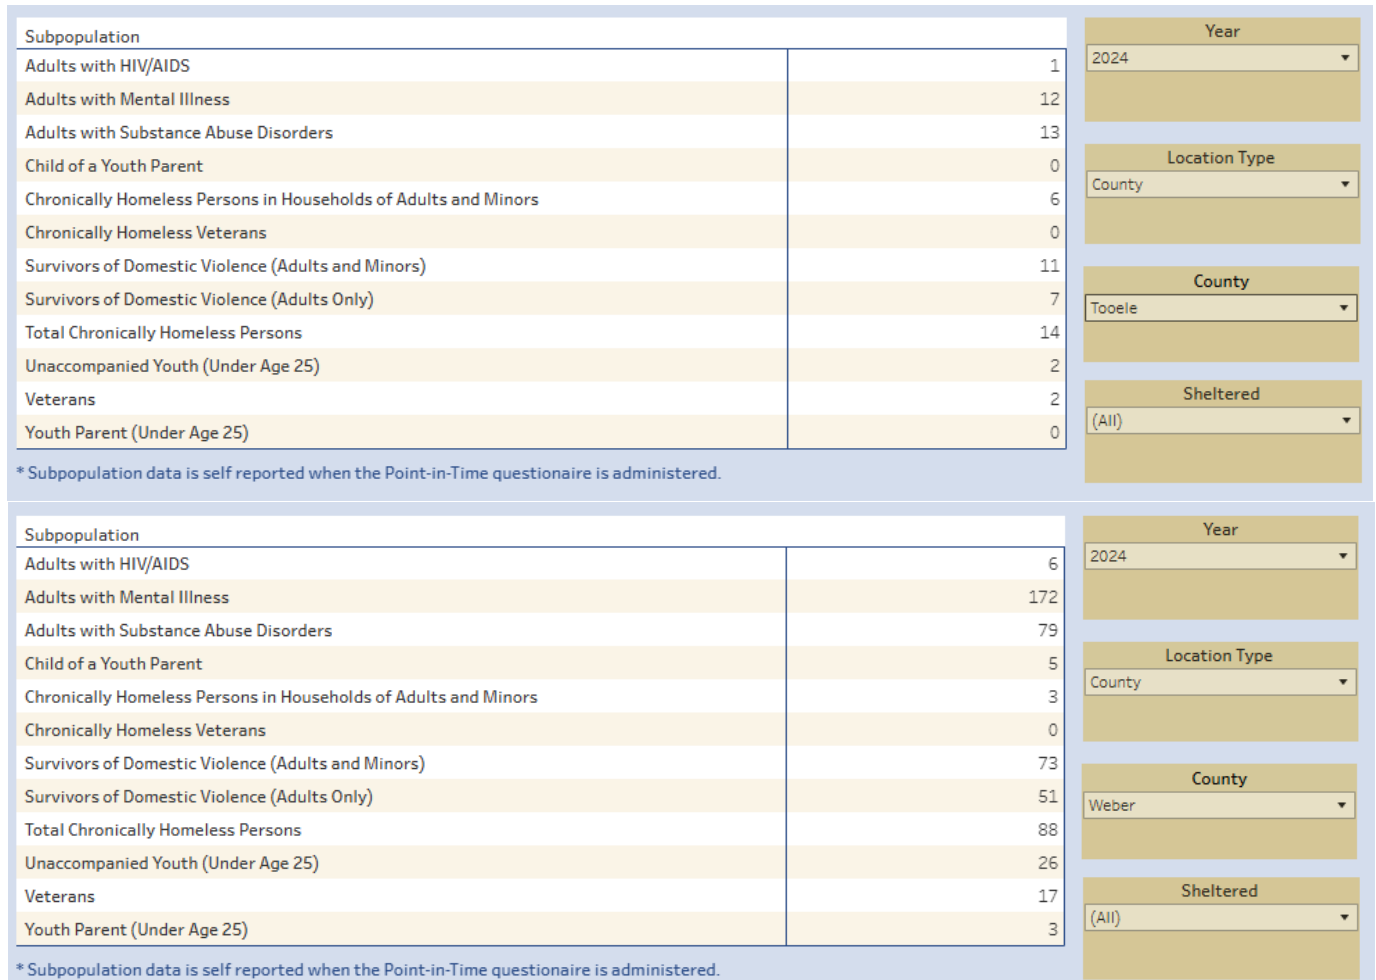 Subpopulation
Adults with HIV/AIDS 1
Adults with Mental Illness 12
Adults with Substance Abuse Disorders 13
Child of a Youth Parent 0
Chronically Homeless Persons in Households of Adults and Minors 6
Chronically Homeless Veterans 0
Survivors of Domestic Violence (Adults and Minors) 11
Survivors of Domestic Violence (Adults Only) 7
Total Chronically Homeless Persons 14
Unaccompanied Youth (Under Age 25) 2
Veterans 2
Youth Parent (Under Age 25) 0
* Subpopulation data is self reported when the Point-in-Time questionaire is administered.
Year
2024
Location Type
County
County
Tooele
Sheltered
(All)
Subpopulation
Adults with HIV/AIDS 6
Adults with Mental Illness 172
Adults with Substance Abuse Disorders 79
Child of a Youth Parent 5
Chronically Homeless Persons in Households of Adults and Minors 3
Chronically Homeless Veterans 0
Survivors of Domestic Violence (Adults and Minors) 73
Survivors of Domestic Violence (Adults Only) 51
Total Chronically Homeless Persons 88
Unaccompanied Youth (Under Age 25) 26
Veterans 17
Youth Parent (Under Age 25) 3
* Subpopulation data is self reported when the Point-in-Time questionaire is administered.
Year
2024
Location Type
County
County
Weber
Sheltered
(All)